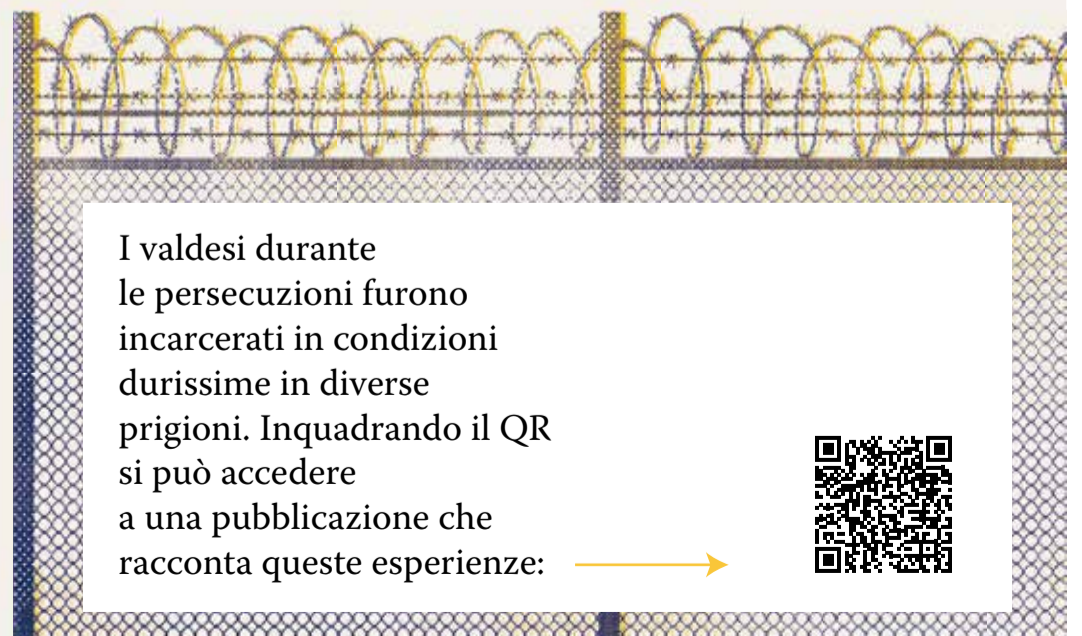 I valdesi durante
le persecuzioni furono
incarcerati in condizioni
durissime in diverse
prigioni. Inquadrando il QR
si può accedere
a una pubblicazione che
racconta queste esperienze: